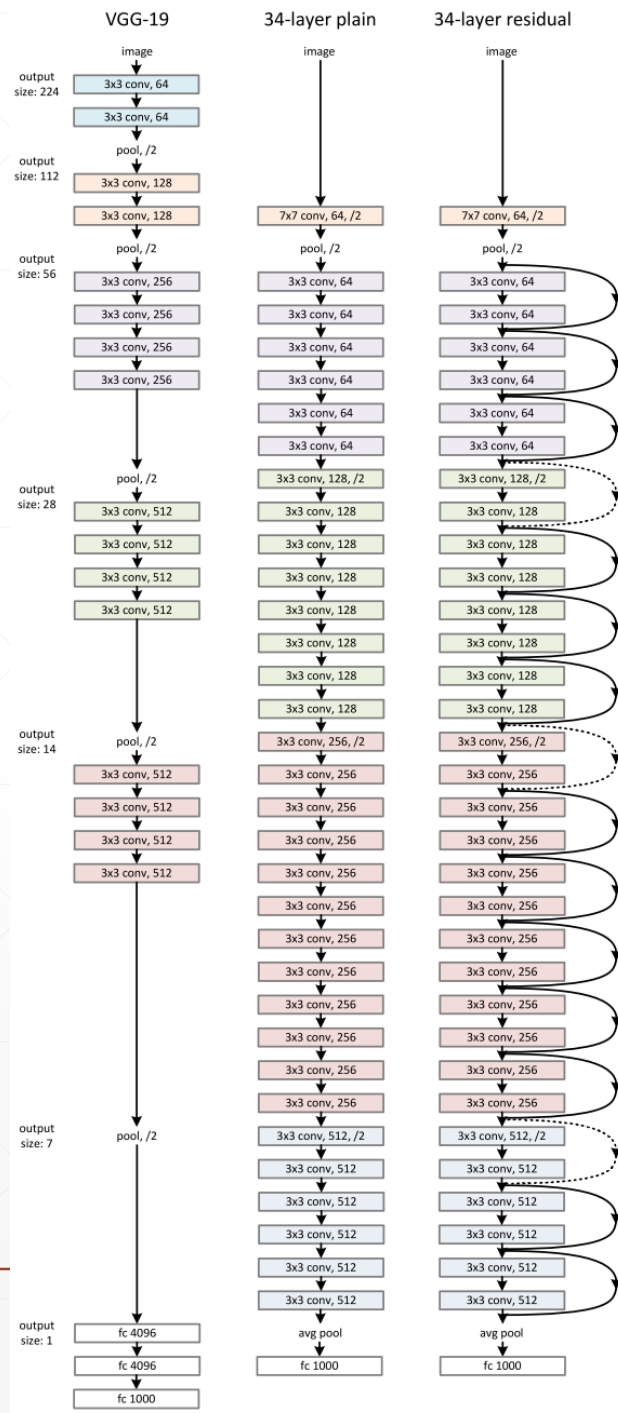 VGG-19
34-layer plain
34-layer residual
output
size: 224
output
size: 112
output
size: 56
output
size: 28
output
size: 14
output
size: 7
output
size: 1
image
3x3 conv, 64
3x3 conv, 64
pool, /2
3x3 conv, 128
3x3 conv, 128
pool, /2
3x3 conv, 256
3x3 conv, 256
3x3 conv, 256
3x3 conv, 256
pool, /2
3x3 conv, 512
3x3 conv, 512
3x3 conv, 512
3x3 conv, 512
pool, /2
3x3 conv, 512
3x3 conv, 512
3x3 conv, 512
3x3 conv, 512
pool, /2
fc 4096
fc 4096
fc 1000
image
7x7 conv, 64, /2
pool, /2
3x3 conv, 64
3x3 conv, 64
3x3 conv, 64
3x3 conv, 64
3x3 conv, 64
3x3 conv, 64
3x3 conv, 128, /2
3x3 conv, 128
3x3 conv, 128
3x3 conv, 128
3x3 conv, 128
3x3 conv, 128
3x3 conv, 128
3x3 conv, 128
3x3 conv, 256, /2
3x3 conv, 256
3x3 conv, 256
3x3 conv, 256
3x3 conv, 256
3x3 conv, 256
3x3 conv, 256
3x3 conv, 256
3x3 conv, 256
3x3 conv, 256
3x3 conv, 256
3x3 conv, 256
3x3 conv, 512, /2
3x3 conv, 512
3x3 conv, 512
3x3 conv, 512
3x3 conv, 512
3x3 conv, 512
avg pool
fc 1000
image
7x7 conv, 64, /2
pool, /2
3x3 conv, 64
3x3 conv, 64
3x3 conv, 64
3x3 conv, 64
3x3 conv, 64
3x3 conv, 64
3x3 conv, 128, /2
3x3 conv, 128
3x3 conv, 128
3x3 conv, 128
3x3 conv, 128
3x3 conv, 128
3x3 conv, 128
3x3 conv, 128
3x3 conv, 256, /2
3x3 conv, 256
3x3 conv, 256
3x3 conv, 256
3x3 conv, 256
3x3 conv, 256
3x3 conv, 256
3x3 conv, 256
3x3 conv, 256
3x3 conv, 256
3x3 conv, 256
3x3 conv, 256
3x3 conv, 512, /2
3x3 conv, 512
3x3 conv, 512
3x3 conv, 512
3x3 conv, 512
3x3 conv, 512
avg pool
fc 1000